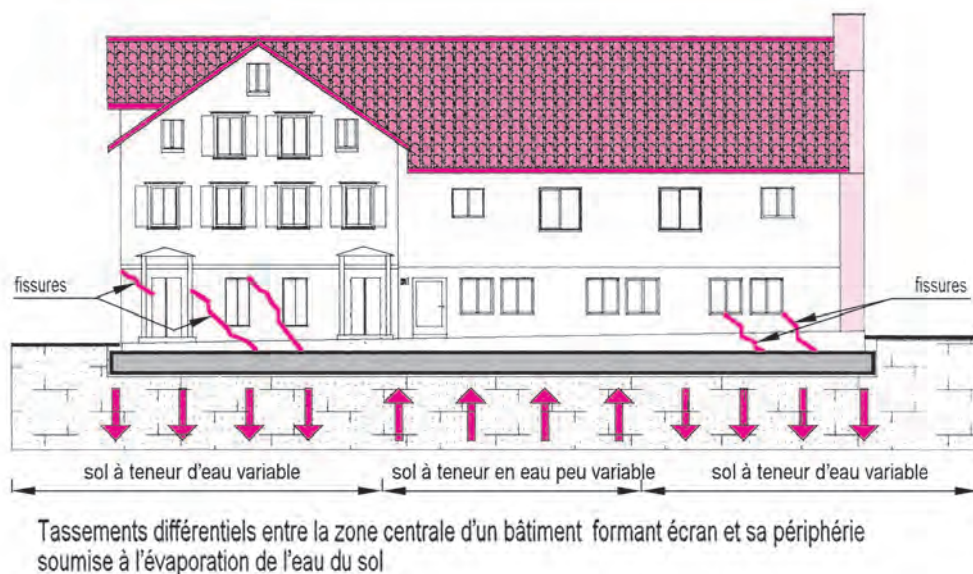 fissures
fissures
sol à teneur d'eau variable
sol à teneur en eau peu variable
sol à teneur d'eau variable
Tassements différentiels entre la zone centrale d'un bâtiment formant écran et sa périphérie
soumise à l'évaporation de l'eau du sol